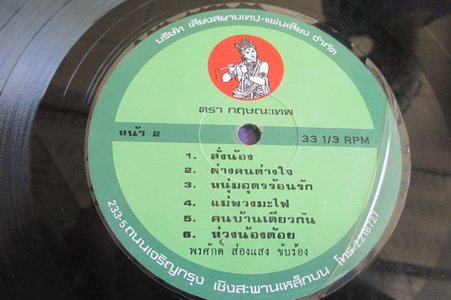 บริษัท เสียงสยามเทป-แผ่นเสียง จำกัด
ตรา กฤษณะเทพ
หน้า 2
33 1/3 RPM
1. สั่งน้อง
2. ต่างคนต่างใจ
3. หนุ่มอุดรร้อนรัก
4. แม่พวงมะไฟ
5. คนบ้านเดียวกัน
6. ห่วงน้องต้อย
พรศักดิ์ ส่องแสง ขับร้อง
233-5 ถนนเจริญกรุง เชิงสะพานเหล็กบน โทร. 2218727